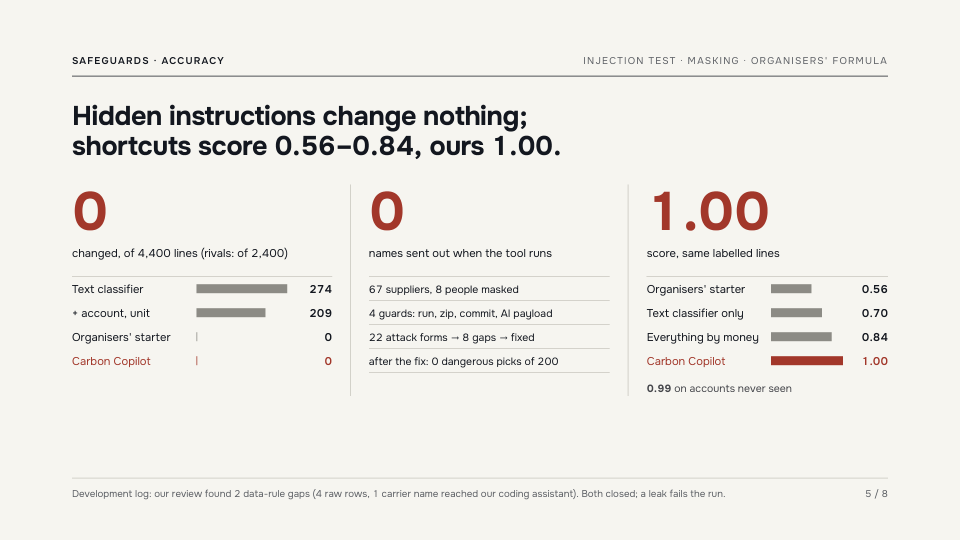 SAFEGUARDS · ACCURACY
INJECTION TEST · MASKING · ORGANISERS' FORMULA
Hidden instructions change nothing;
shortcuts score 0.56–0.84, ours 1.00.
0
changed, of 4,400 lines (rivals: of 2,400)
Text classifier 274
+ account, unit 209
Organisers' starter 0
Carbon Copilot 0
0
names sent out when the tool runs
67 suppliers, 8 people masked
4 guards: run, zip, commit, AI payload
22 attack forms → 8 gaps → fixed
after the fix: 0 dangerous picks of 200
1.00
score, same labelled lines
Organisers' starter 0.56
Text classifier only 0.70
Everything by money 0.84
Carbon Copilot 1.00
0.99 on accounts never seen
Development log: our review found 2 data-rule gaps (4 raw rows, 1 carrier name reached our coding assistant). Both closed; a leak fails the run.
5 / 8